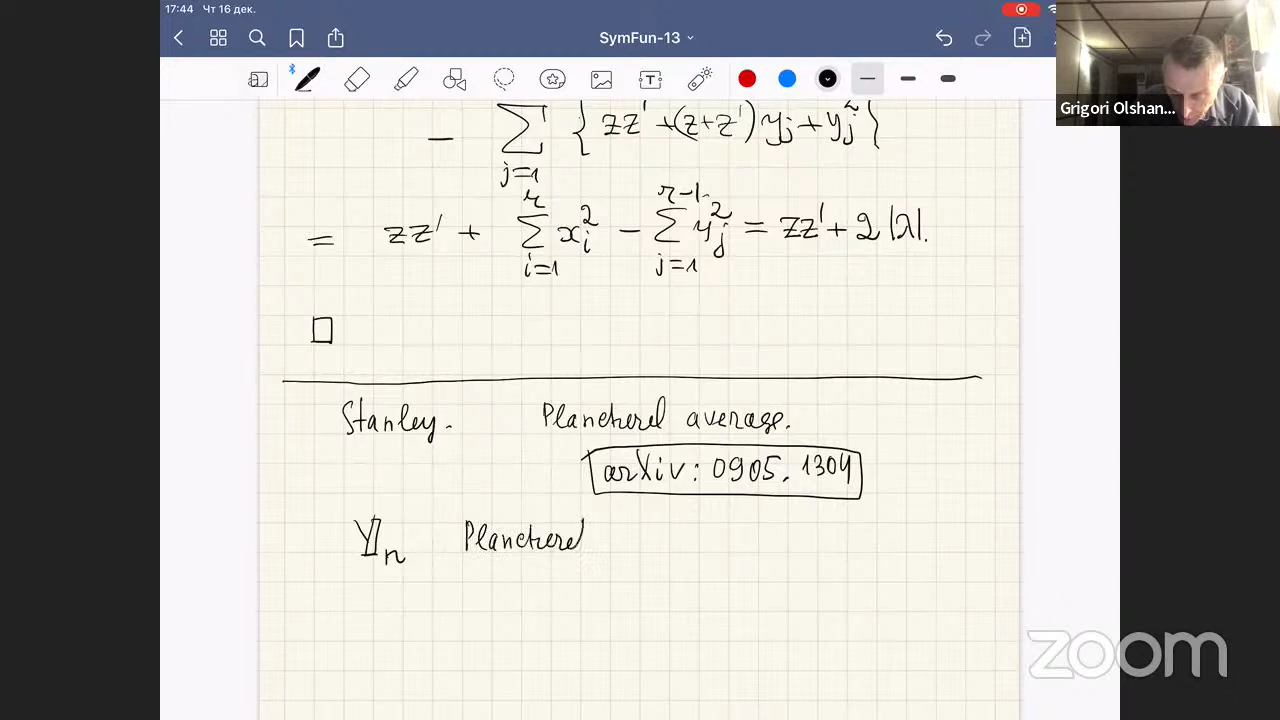 17:44 Чт 16 дек.
SymFun-13
Grigori Olshan...
− ∑ { zz' + (z+z') y_j + y_j^2 }
j=1
= zz' + ∑_{i=1}^{r} x_i^2 − ∑_{j=1}^{r-1} y_j^2 = zz' + 2|λ|.
□
Stanley. Plancherel average.
arXiv: 0905.1304
𝕐_n Plancherel
zoom